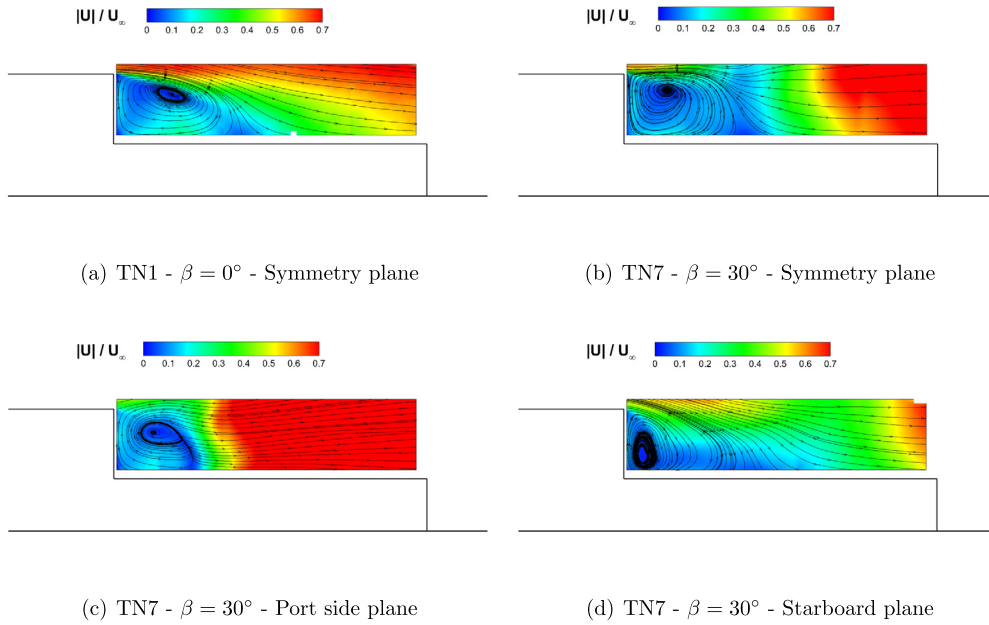 |U| / U∞ 0 0.1 0.2 0.3 0.4 0.5 0.6 0.7
|U| / U∞ 0 0.1 0.2 0.3 0.4 0.5 0.6 0.7
(a) TN1 - β = 0° - Symmetry plane
(b) TN7 - β = 30° - Symmetry plane
|U| / U∞ 0 0.1 0.2 0.3 0.4 0.5 0.6 0.7
|U| / U∞ 0 0.1 0.2 0.3 0.4 0.5 0.6 0.7
(c) TN7 - β = 30° - Port side plane
(d) TN7 - β = 30° - Starboard plane